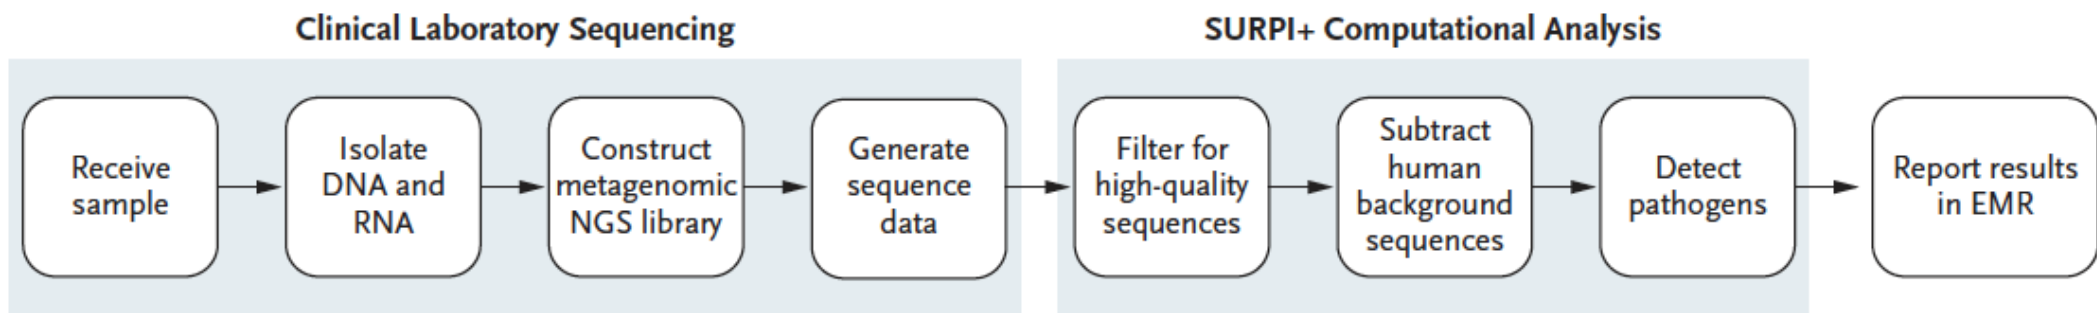 Clinical Laboratory Sequencing
SURPI+ Computational Analysis
Receive
sample
Isolate
DNA and
RNA
Construct
metagenomic
NGS library
Generate
sequence
data
Filter for
high-quality
sequences
Subtract
human
background
sequences
Detect
pathogens
Report results
in EMR